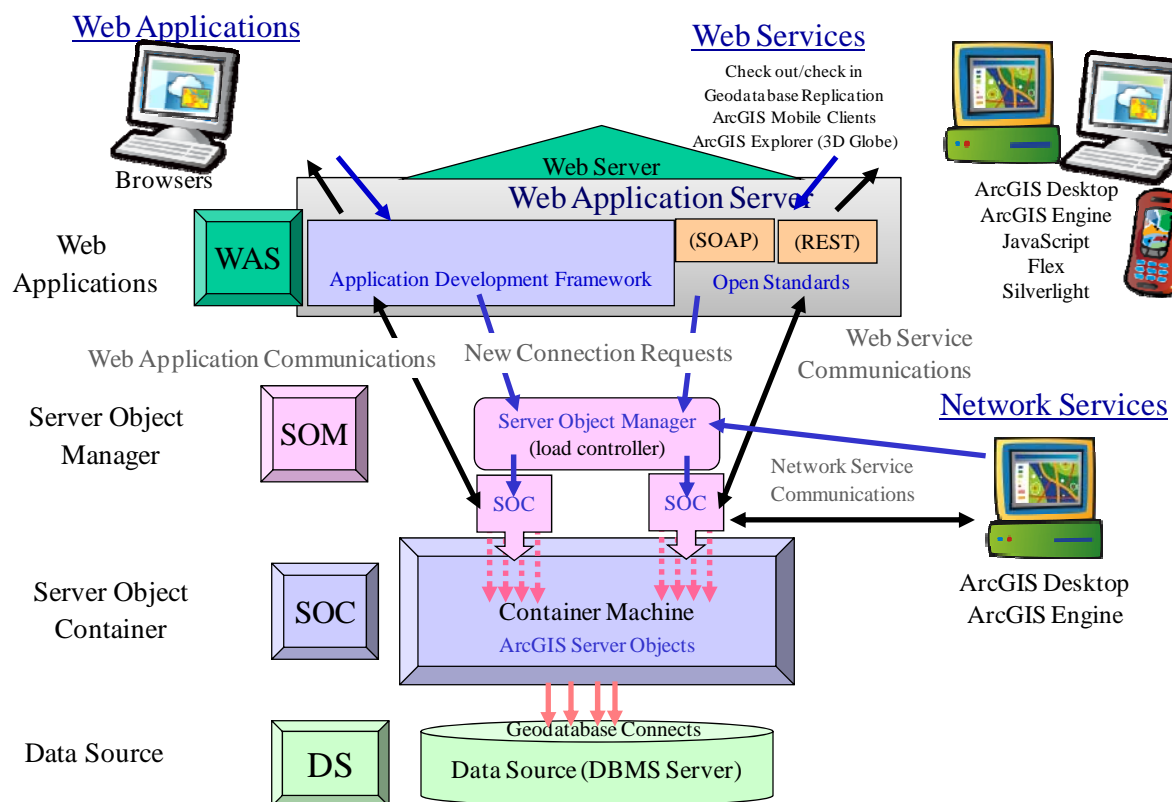 Web Applications
Web Services
Check out/check in
Geodatabase Replication
ArcGIS Mobile Clients
ArcGIS Explorer (3D Globe)
Browsers
Web Server
Web Application Server
ArcGIS Desktop
ArcGIS Engine
JavaScript
Flex
Silverlight
Web
Applications
WAS
(SOAP)
(REST)
Application Development Framework
Open Standards
Web Application Communications
New Connection Requests
Web Service
Communications
Server Object
Manager
SOM
Server Object Manager
(load controller)
Network Services
SOC
SOC
Network Service
Communications
Server Object
Container
SOC
Container Machine
ArcGIS Server Objects
ArcGIS Desktop
ArcGIS Engine
Data Source
DS
Geodatabase Connects
Data Source (DBMS Server)